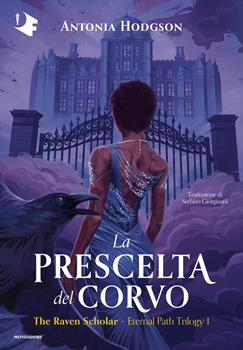 ANTONIA HODGSON
Traduzione di
Stefano Giorgianni
La
PRESCELTA
del CORVO
The Raven Scholar - Eternal Path Trilogy I
MONDADORI